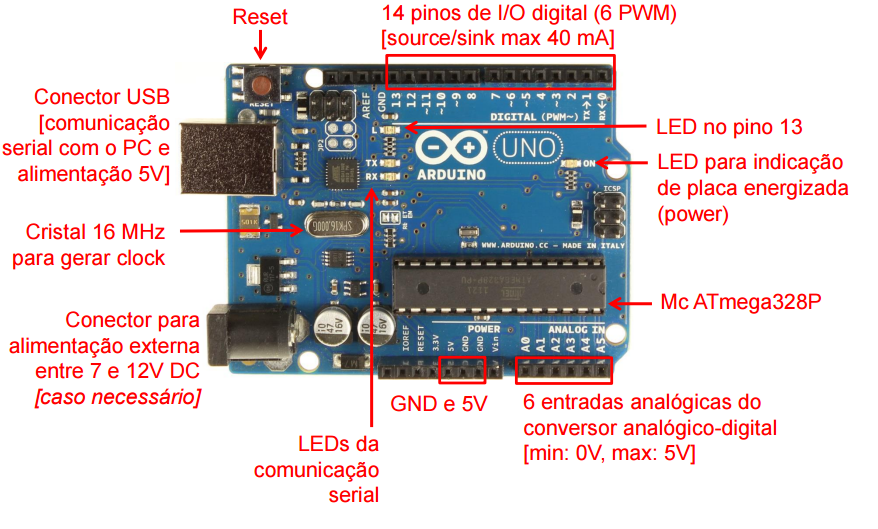 Reset
14 pinos de I/O digital (6 PWM)
[source/sink max 40 mA]
Conector USB
[comunicação
serial com o PC e
alimentação 5V]
Cristal 16 MHz
para gerar clock
Conector para
alimentação externa
entre 7 e 12V DC
[caso necessário]
LEDs da
comunicação
serial
GND e 5V
6 entradas analógicas do
conversor analógico-digital
[min: 0V, max: 5V]
Mc ATmega328P
LED para indicação
de placa energizada
(power)
LED no pino 13
RESET
AREF
GND
13
12
~11
~10
~9
8
7
~6
~5
4
~3
2
TX→1
RX←0
DIGITAL (PWM~)
TX
RX
ARDUINO
UNO
ON
ICSP
SPK16.000G
WWW.ARDUINO.CC - MADE IN ITALY
47
16V
47
16V
POWER
ANALOG IN
IOREF
RESET
3.3V
5V
GND
GND
Vin
A0
A1
A2
A3
A4
A5